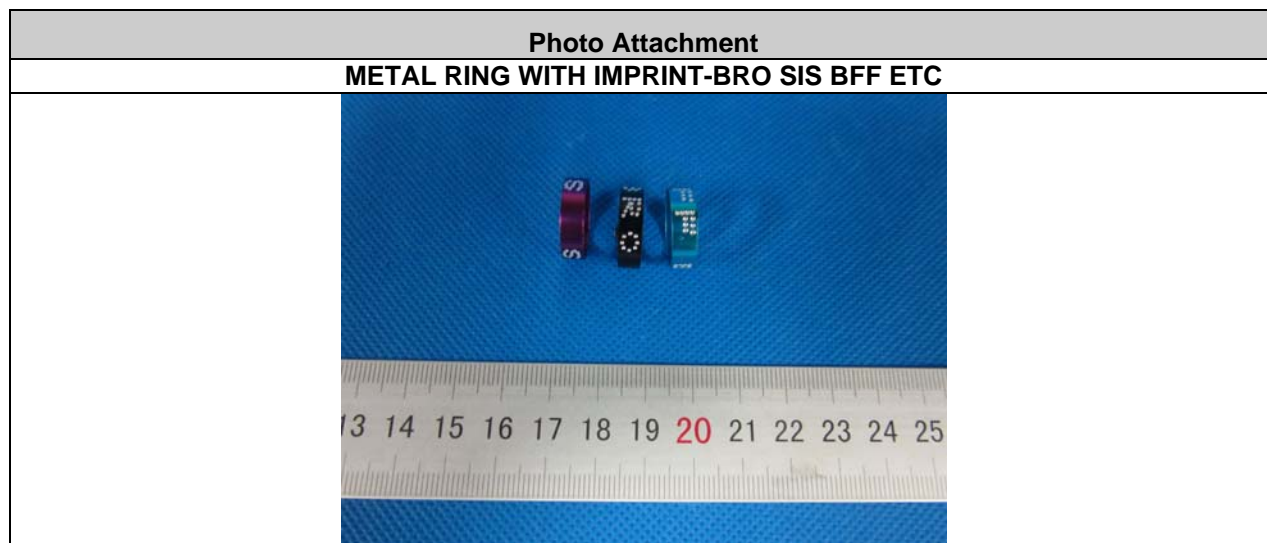 Photo Attachment
METAL RING WITH IMPRINT-BRO SIS BFF ETC
S
S
13 14 15 16 17 18 19 20 21 22 23 24 25